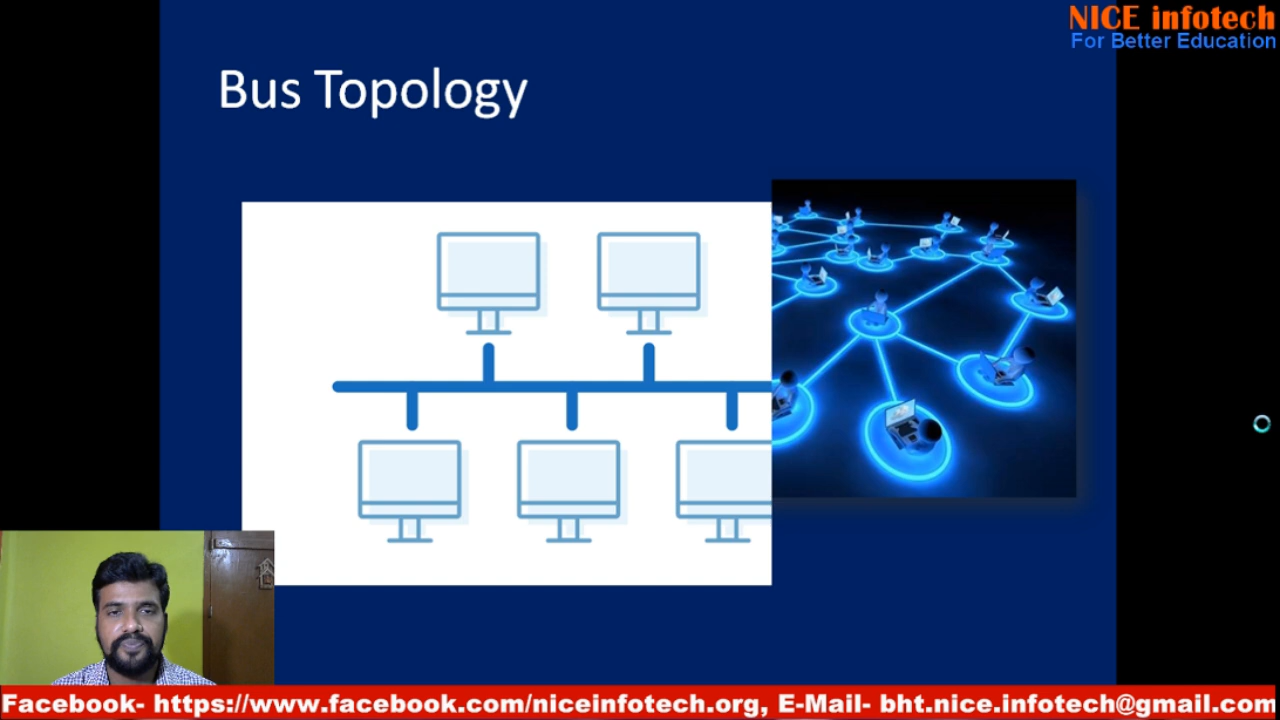 NICE infotech
For Better Education
Bus Topology
Facebook- https://www.facebook.com/niceinfotech.org, E-Mail- bht.nice.infotech@gmail.com